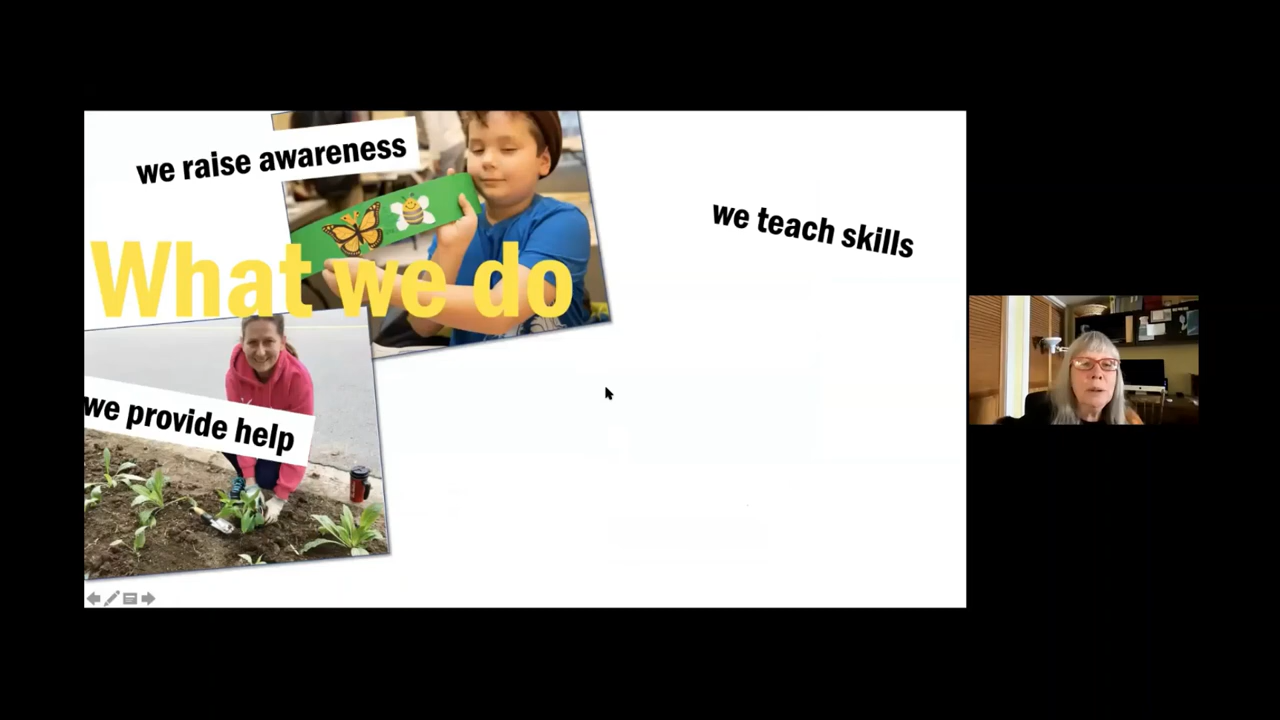 we raise awareness
we teach skills
What we do
we provide help